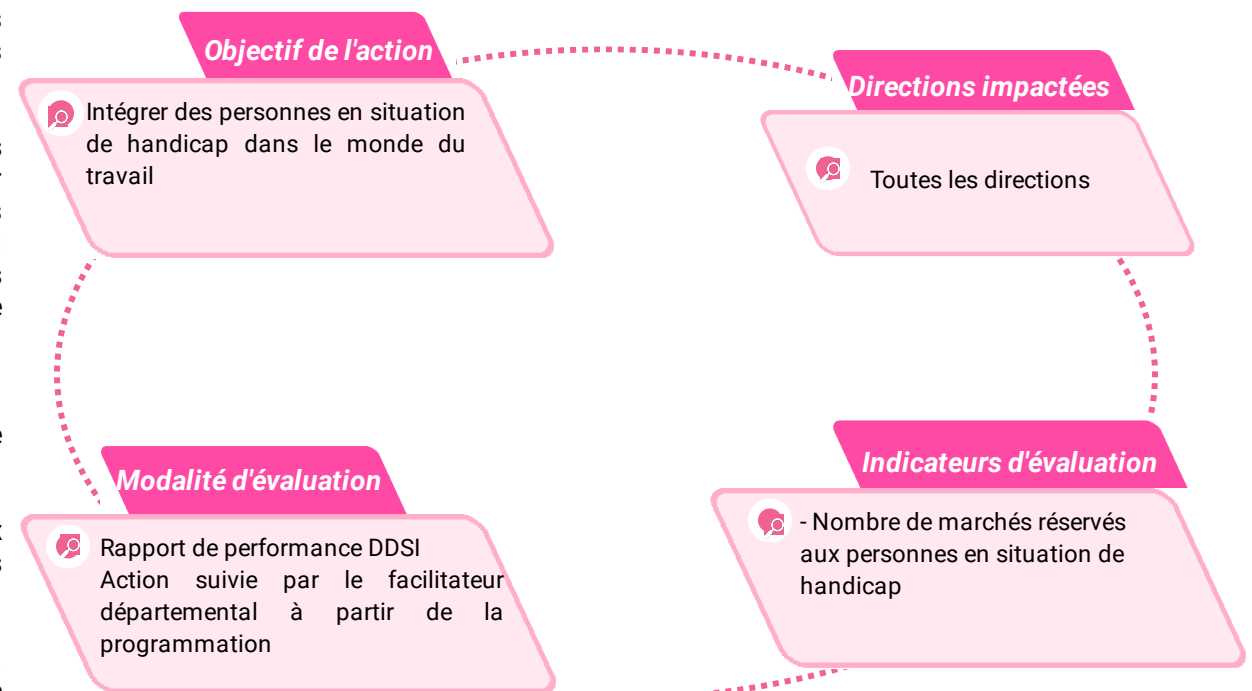 Objectif de l'action
Intégrer des personnes en situation
de handicap dans le monde du
travail
Directions impactées
Toutes les directions
Modalité d'évaluation
Rapport de performance DDSI
Action suivie par le facilitateur
départemental à partir de la
programmation
Indicateurs d'évaluation
- Nombre de marchés réservés
aux personnes en situation de
handicap